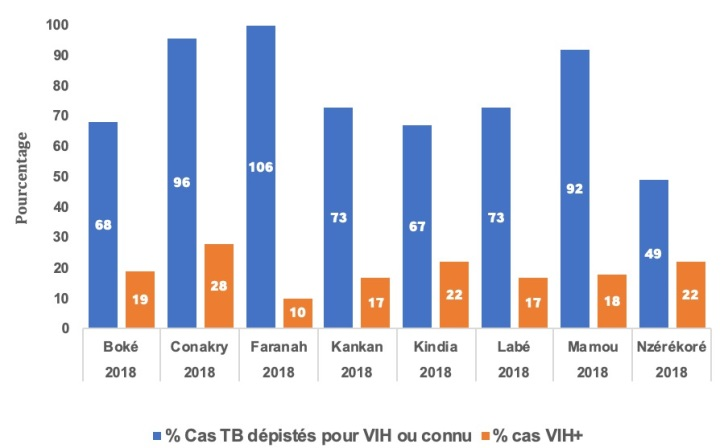 Pourcentage
100
90
80
70
60
50
40
30
20
10
0
68 19 96 28 106 10 73 17 67 22 73 17 92 18 49 22
Boké Conakry Faranah Kankan Kindia Labé Mamou Nzérékoré
2018 2018 2018 2018 2018 2018 2018 2018
% Cas TB dépistés pour VIH ou connu % cas VIH+